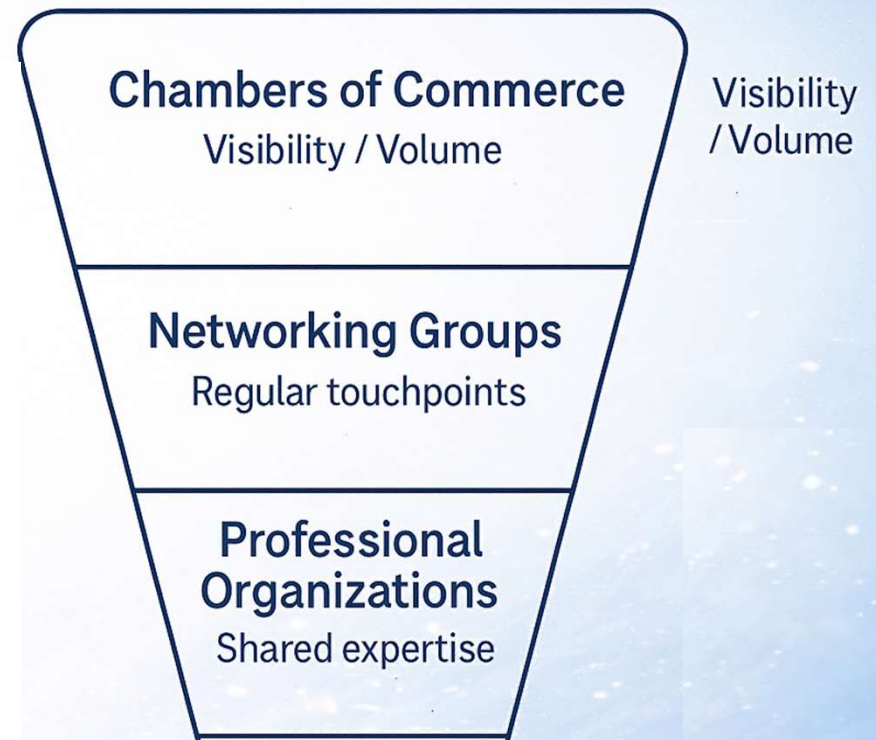 Chambers of Commerce
Visibility / Volume
Visibility
/ Volume
Networking Groups
Regular touchpoints
Professional
Organizations
Shared expertise